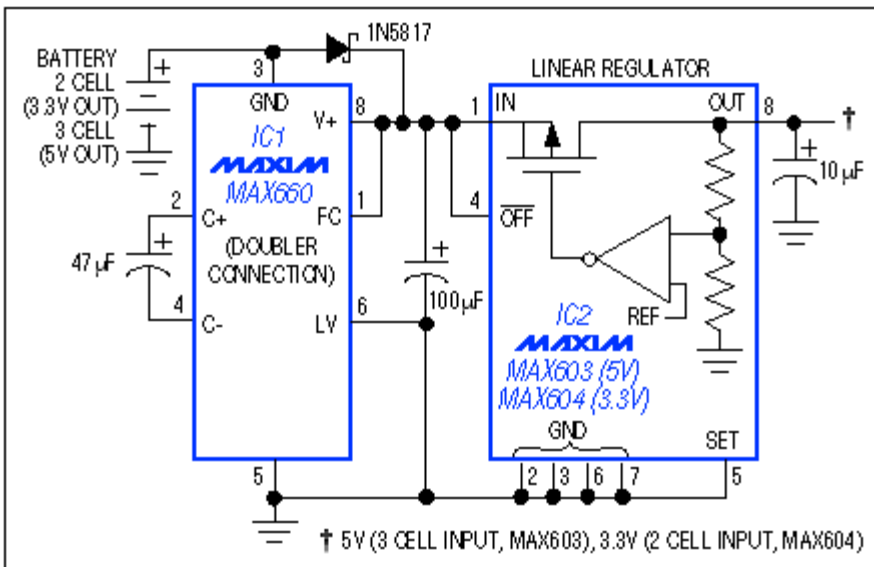 1N5817
BATTERY
2 CELL
(3.3V OUT)
3 CELL
(5V OUT)
+
3
GND
V+
8
IC1
MAXIM
MAX660
2
C+
1
FC
(DOUBLER
CONNECTION)
+
47 µF
4
C-
6
LV
5
+
100µF
LINEAR REGULATOR
1
IN
OUT
8
†
+
10 µF
4
OFF
REF
IC2
MAXIM
MAX603 (5V)
MAX604 (3.3V)
GND
SET
2
3
6
7
5
† 5V (3 CELL INPUT, MAX603), 3.3V (2 CELL INPUT, MAX604)